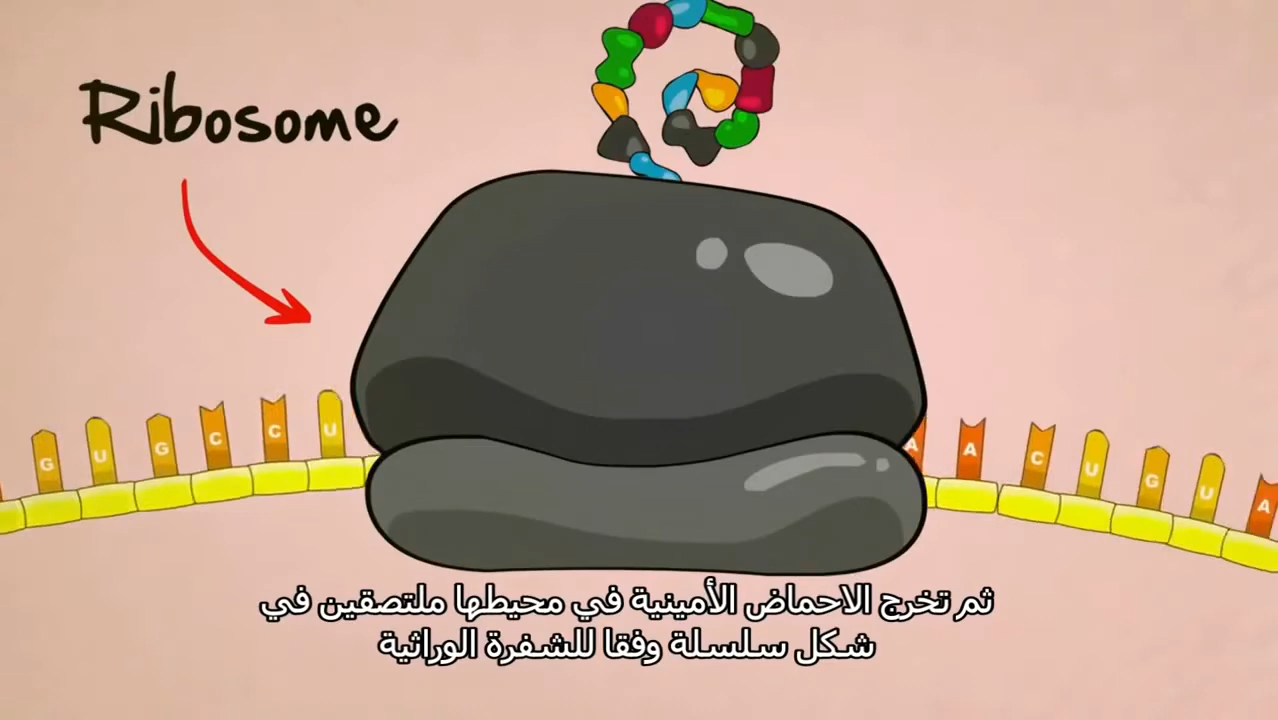 Ribosome
G U G C C U
A A C U G U A
ثم تخرج الاحماض الأمينية في محيطها ملتصقين في
شكل سلسلة وفقا للشفرة الوراثية